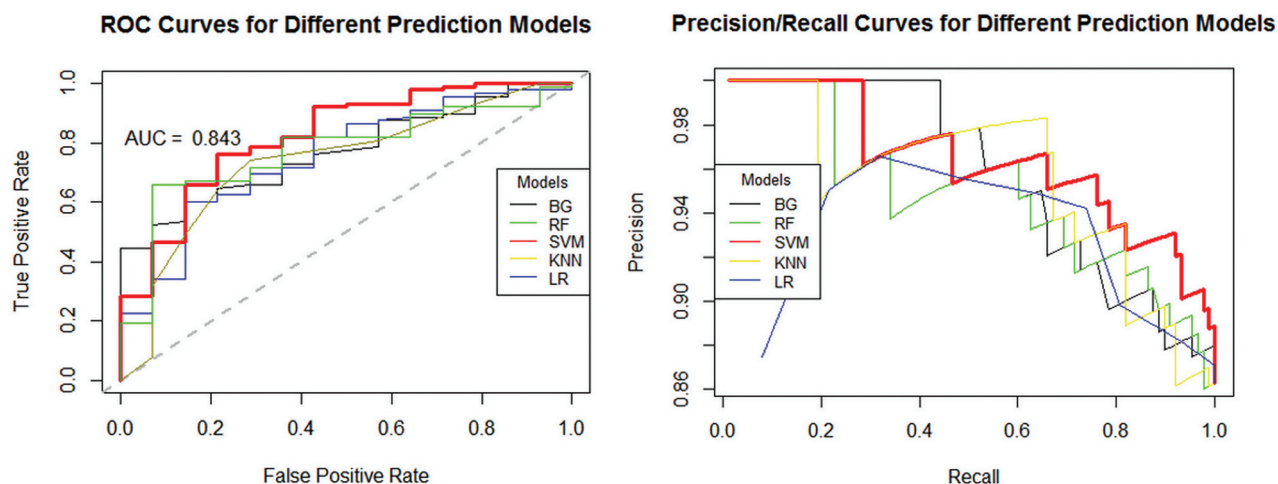 ROC Curves for Different Prediction Models
True Positive Rate
1.0
0.8
0.6
0.4
0.2
0.0
AUC = 0.843
Models
BG
RF
SVM
KNN
LR
0.0 0.2 0.4 0.6 0.8 1.0
False Positive Rate
Precision/Recall Curves for Different Prediction Models
Precision
0.98
0.94
0.90
0.86
Models
BG
RF
SVM
KNN
LR
0.0 0.2 0.4 0.6 0.8 1.0
Recall